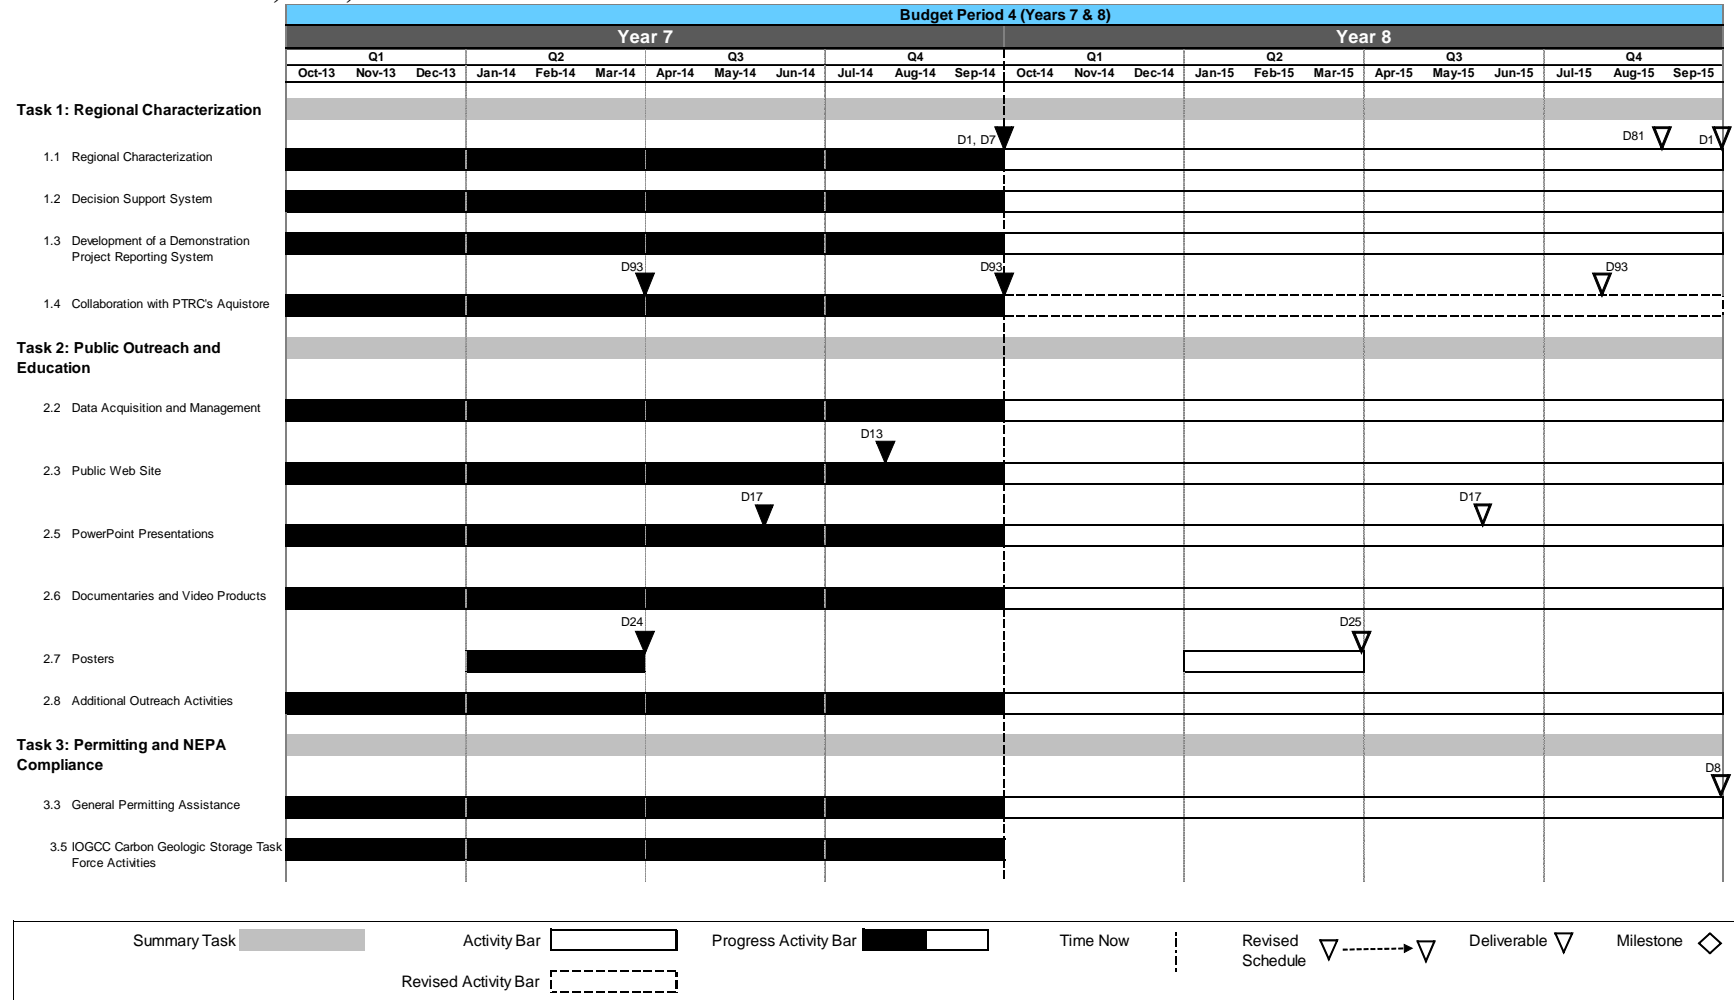 Budget Period 4 (Years 7 & 8)
Year 7 Year 8
Q1 Q2 Q3 Q4 Q1 Q2 Q3 Q4
Oct-13 Nov-13 Dec-13 Jan-14 Feb-14 Mar-14 Apr-14 May-14 Jun-14 Jul-14 Aug-14 Sep-14 Oct-14 Nov-14 Dec-14 Jan-15 Feb-15 Mar-15 Apr-15 May-15 Jun-15 Jul-15 Aug-15 Sep-15
Task 1: Regional Characterization
D1, D7 D81 D1
1.1 Regional Characterization
1.2 Decision Support System
1.3 Development of a Demonstration
Project Reporting System
D93 D93 D93
1.4 Collaboration with PTRC's Aquistore
Task 2: Public Outreach and
Education
2.2 Data Acquisition and Management
D13
2.3 Public Web Site
D17 D17
2.5 PowerPoint Presentations
2.6 Documentaries and Video Products
D24 D25
2.7 Posters
2.8 Additional Outreach Activities
Task 3: Permitting and NEPA
Compliance
D8
3.3 General Permitting Assistance
3.5 IOGCC Carbon Geologic Storage Task
Force Activities
Summary Task Activity Bar Progress Activity Bar Time Now Revised Deliverable Milestone
Schedule
Revised Activity Bar